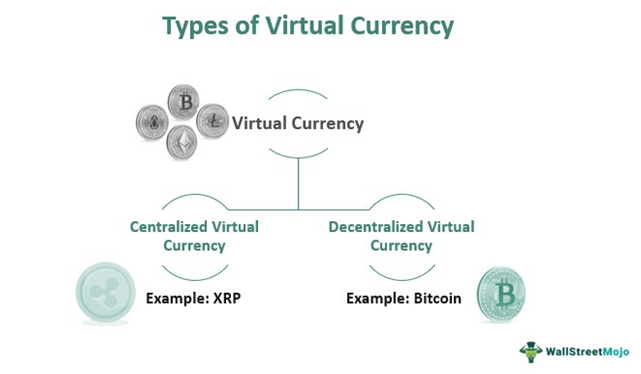 Types of Virtual Currency
Virtual Currency
Centralized Virtual
Currency
Decentralized Virtual
Currency
Example: XRP
Example: Bitcoin
WallStreetMojo